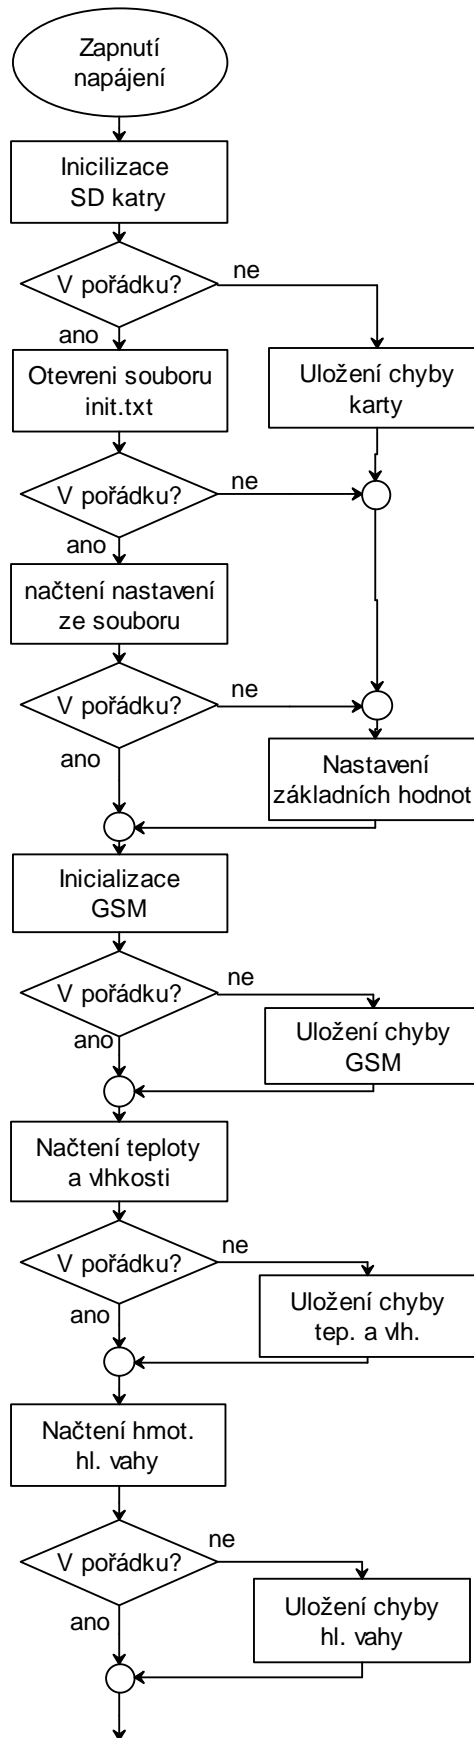 Zapnutí
napájení
Inicilizace
SD katry
V pořádku?
ne
ano
Otevreni souboru
init.txt
Uložení chyby
karty
V pořádku?
ne
ano
načtení nastavení
ze souboru
V pořádku?
ne
ano
Nastavení
základních hodnot
Inicializace
GSM
V pořádku?
ne
ano
Uložení chyby
GSM
Načtení teploty
a vlhkosti
V pořádku?
ne
ano
Uložení chyby
tep. a vlh.
Načtení hmot.
hl. vahy
V pořádku?
ne
ano
Uložení chyby
hl. vahy